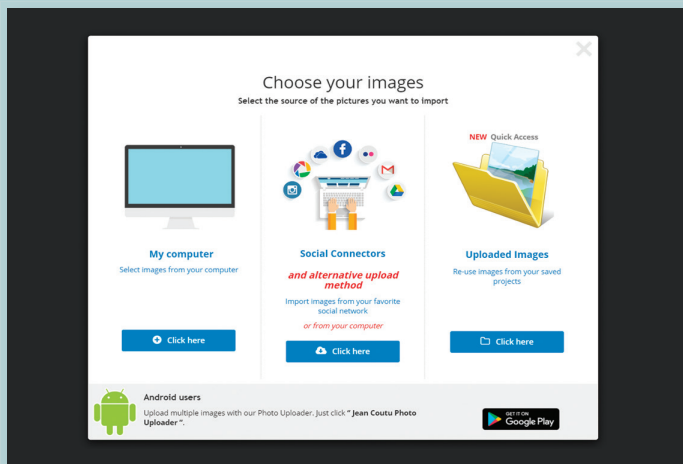 Choose your images
Select the source of the pictures you want to import
NEW Quick Access
My computer
Select images from your computer
Click here
Social Connectors
and alternative upload
method
Import images from your favorite
social network
or from your computer
Click here
Uploaded Images
Re-use images from your saved
projects
Click here
Android users
Upload multiple images with our Photo Uploader. Just click " Jean Coutu Photo
Uploader ".
GET IT ON
Google Play